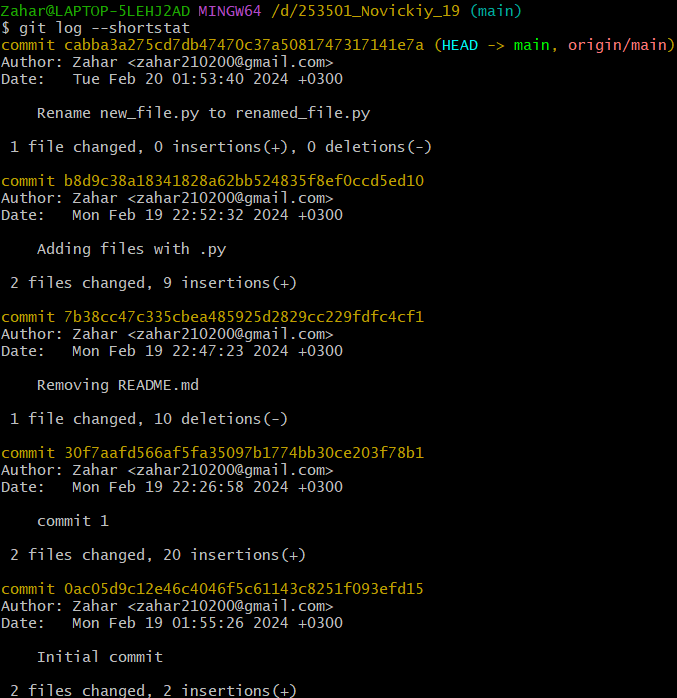 Zahar@LAPTOP-5LEHJ2AD MINGW64 /d/253501_Novickiy_19 (main)
$ git log --shortstat
commit cabba3a275cd7db47470c37a5081747317141e7a (HEAD -> main, origin/main)
Author: Zahar <zahar210200@gmail.com>
Date:   Tue Feb 20 01:53:40 2024 +0300
    Rename new_file.py to renamed_file.py
 1 file changed, 0 insertions(+), 0 deletions(-)
commit b8d9c38a18341828a62bb524835f8ef0ccd5ed10
Author: Zahar <zahar210200@gmail.com>
Date:   Mon Feb 19 22:52:32 2024 +0300
    Adding files with .py
 2 files changed, 9 insertions(+)
commit 7b38cc47c335cbea485925d2829cc229fdfc4cf1
Author: Zahar <zahar210200@gmail.com>
Date:   Mon Feb 19 22:47:23 2024 +0300
    Removing README.md
 1 file changed, 10 deletions(-)
commit 30f7aafd566af5fa35097b1774bb30ce203f78b1
Author: Zahar <zahar210200@gmail.com>
Date:   Mon Feb 19 22:26:58 2024 +0300
    commit 1
 2 files changed, 20 insertions(+)
commit 0ac05d9c12e46c4046f5c61143c8251f093efd15
Author: Zahar <zahar210200@gmail.com>
Date:   Mon Feb 19 01:55:26 2024 +0300
    Initial commit
 2 files changed, 2 insertions(+)